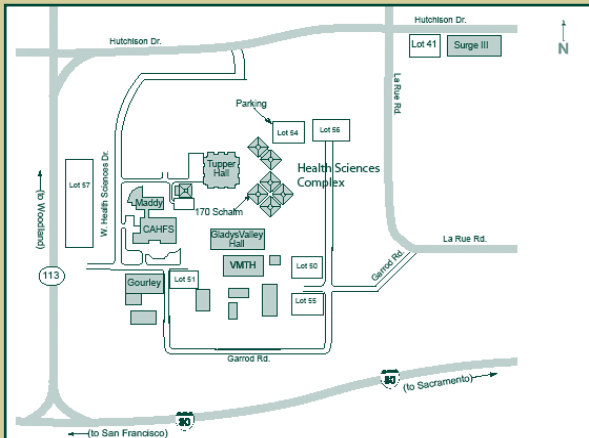 Hutchison Dr.
Hutchison Dr.
Lot 41
Surge III
N
La Rue Rd.
Parking
Lot 54
Lot 56
Tupper
Hall
Health Sciences
Complex
W. Health Sciences Dr.
Lot 57
(to Woodland)
Maddy
170 Schalm
CAHFS
GladysValley
Hall
La Rue Rd.
Garrod Rd.
113
VMTH
Lot 50
Gourley
Lot 51
Lot 55
Garrod Rd.
80
(to Sacramento)
80
(to San Francisco)